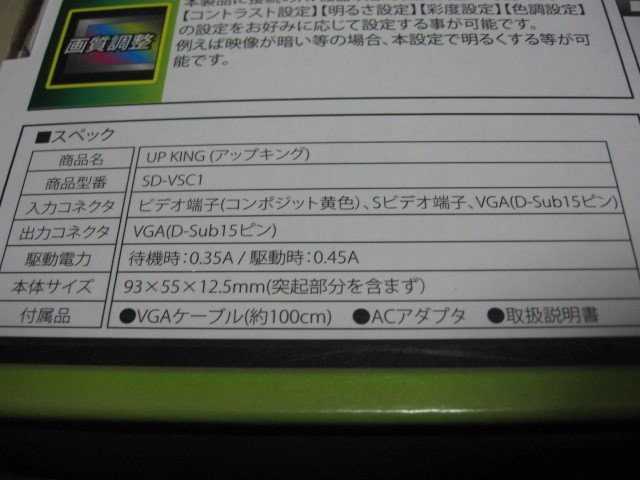 本製品に接続の
【コントラスト設定】【明るさ設定】【彩度設定】【色調設定】
の設定をお好みに応じて設定する事が可能です。
例えば映像が暗い等の場合、本設定で明るくする等が可
能です。
画質調整
■スペック
商品名 UP KING (アップキング)
商品型番 SD-VSC1
入力コネクタ ビデオ端子(コンポジット黄色)、Sビデオ端子、VGA(D-Sub15ピン)
出力コネクタ VGA(D-Sub15ピン)
駆動電力 待機時:0.35A / 駆動時:0.45A
本体サイズ 93×55×12.5mm(突起部分を含まず)
付属品 ●VGAケーブル(約100cm) ●ACアダプタ ●取扱説明書